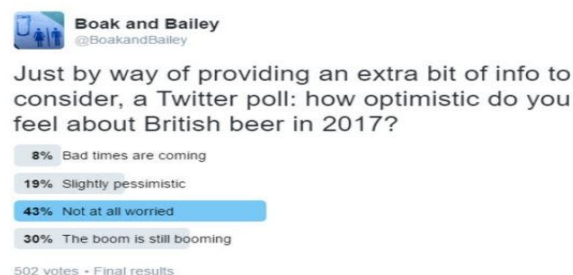 Boak and Bailey
@BoakandBailey
Just by way of providing an extra bit of info to
consider, a Twitter poll: how optimistic do you
feel about British beer in 2017?
8% Bad times are coming
19% Slightly pessimistic
43% Not at all worried
30% The boom is still booming
502 votes • Final results